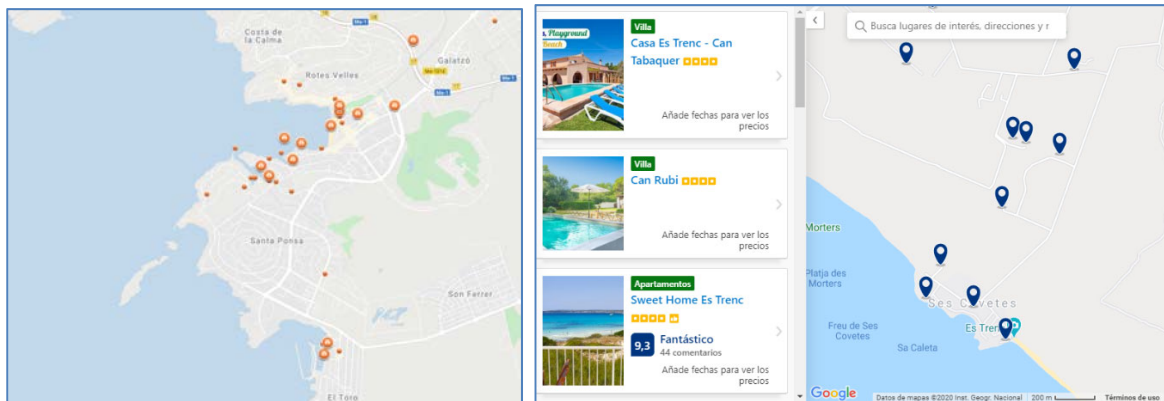 Costa de
la Calma
Galatzó
Rotes Velles
Ma-1
Santa Ponsa
Son Ferrer
El Toro
, Playground
Beach
Villa
Casa Es Trenc - Can
Tabaquer
Añade fechas para ver los
precios
Villa
Can Rubi
Añade fechas para ver los
precios
Apartamentos
Sweet Home Es Trenc
9,3
Fantástico
44 comentarios
Añade fechas para ver los
precios
Busca lugares de interés, direcciones y r
Morters
Platja des
Morters
Ses Covetes
Freu de Ses
Covetes
Es Tren
Sa Caleta
Google
Datos de mapas ©2020 Inst. Geogr. Nacional
200 m
Términos de uso